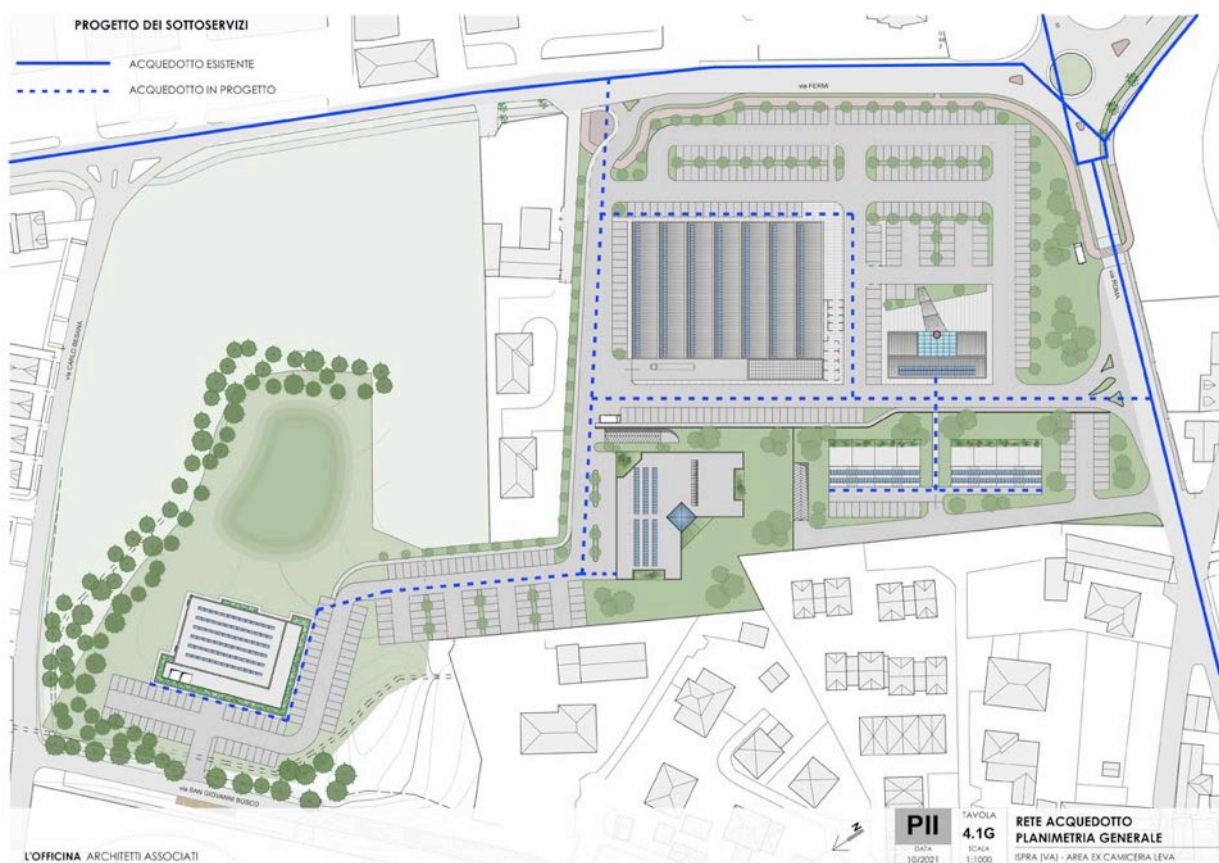 PROGETTO DEI SOTTOSERVIZI
ACQUEDOTTO ESISTENTE
ACQUEDOTTO IN PROGETTO
via FERMI
via CARLO BESANA
via ROMA
via SAN GIOVANNI BOSCO
N
L'OFFICINA ARCHITETTI ASSOCIATI
PII
DATA
10/2021
TAVOLA
4.1G
SCALA
1:1000
RETE ACQUEDOTTO
PLANIMETRIA GENERALE
ISPRA (VA) - AREA EX CAMICERIA LEVA